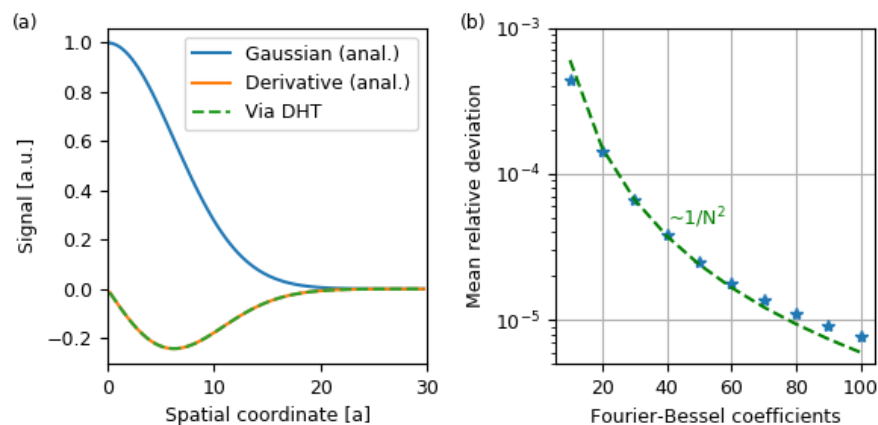 (a)
1.0
0.8
0.6
0.4
0.2
0.0
−0.2
Signal [a.u.]
Gaussian (anal.)
Derivative (anal.)
Via DHT
0 10 20 30
Spatial coordinate [a]
(b)
10⁻³
10⁻⁴
10⁻⁵
Mean relative deviation
~1/N²
20 40 60 80 100
Fourier-Bessel coefficients